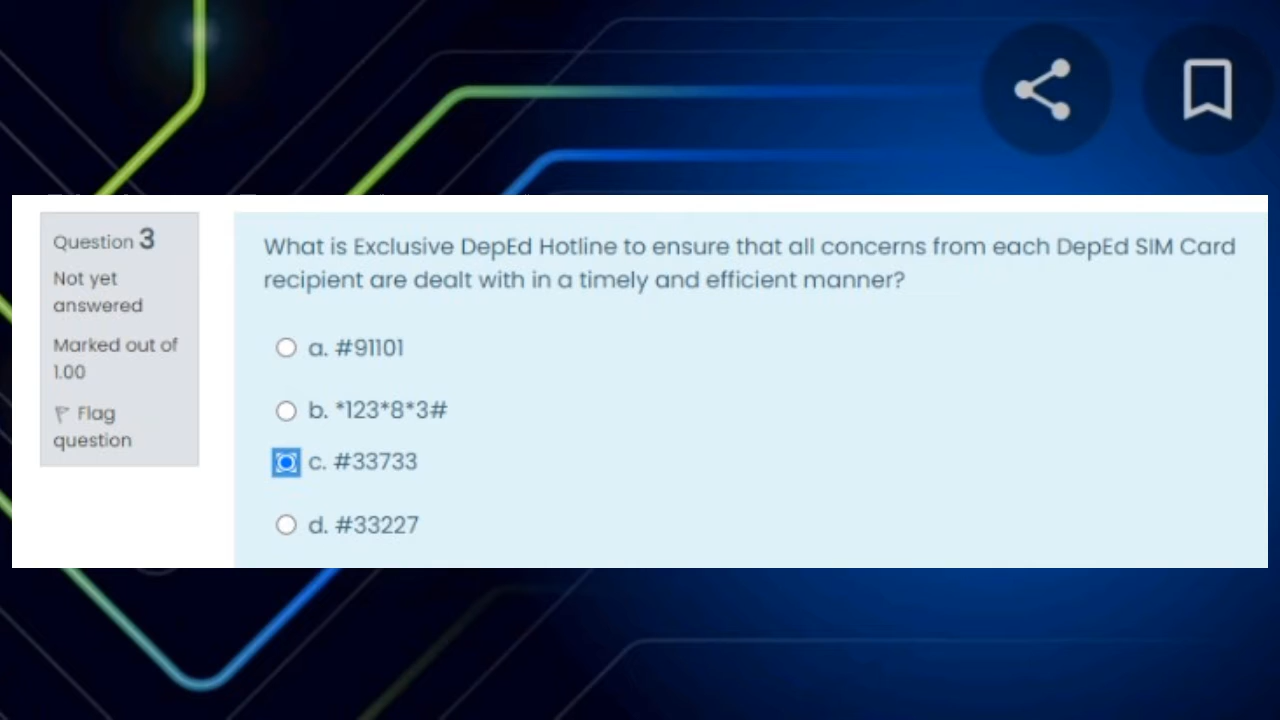 Question 3
Not yet
answered
Marked out of
1.00
Flag
question
What is Exclusive DepEd Hotline to ensure that all concerns from each DepEd SIM Card
recipient are dealt with in a timely and efficient manner?
a. #91101
b. *123*8*3#
c. #33733
d. #33227